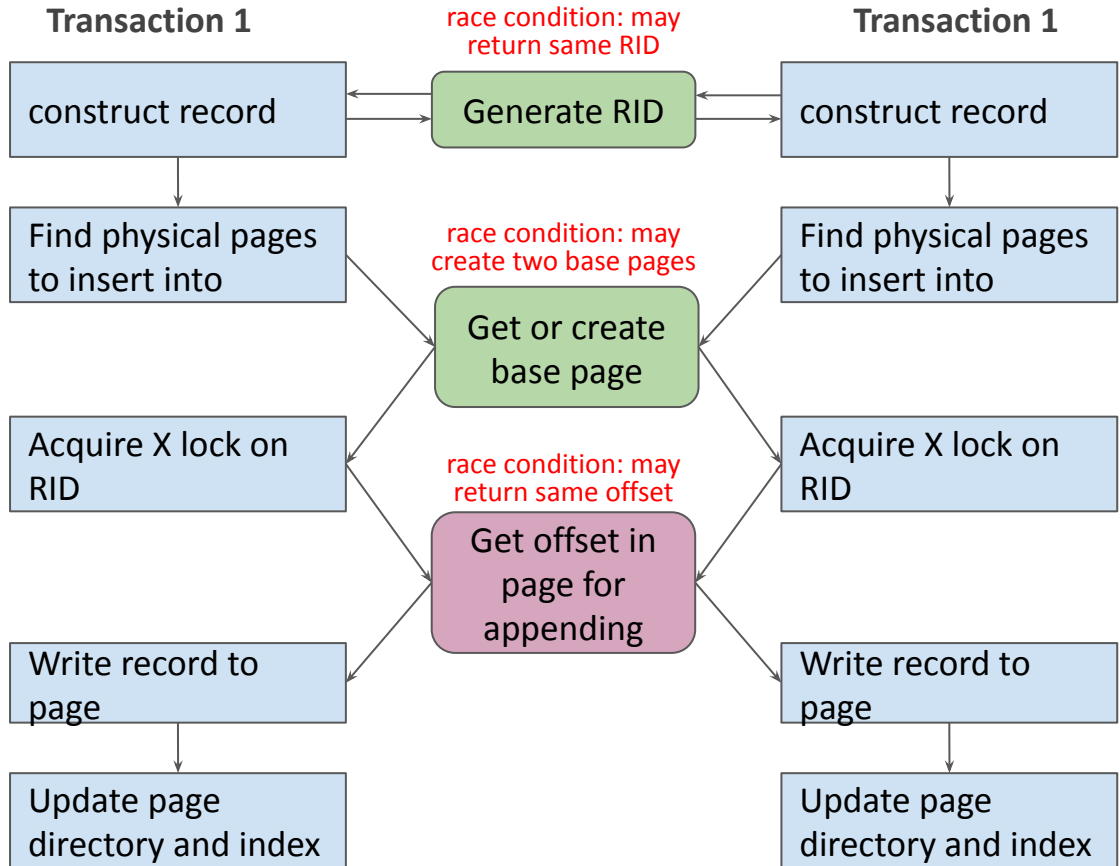 Transaction 1
race condition: may
return same RID
Transaction 1
construct record
Generate RID
construct record
Find physical pages
to insert into
race condition: may
create two base pages
Find physical pages
to insert into
Get or create
base page
Acquire X lock on
RID
race condition: may
return same offset
Acquire X lock on
RID
Get offset in
page for
appending
Write record to
page
Write record to
page
Update page
directory and index
Update page
directory and index